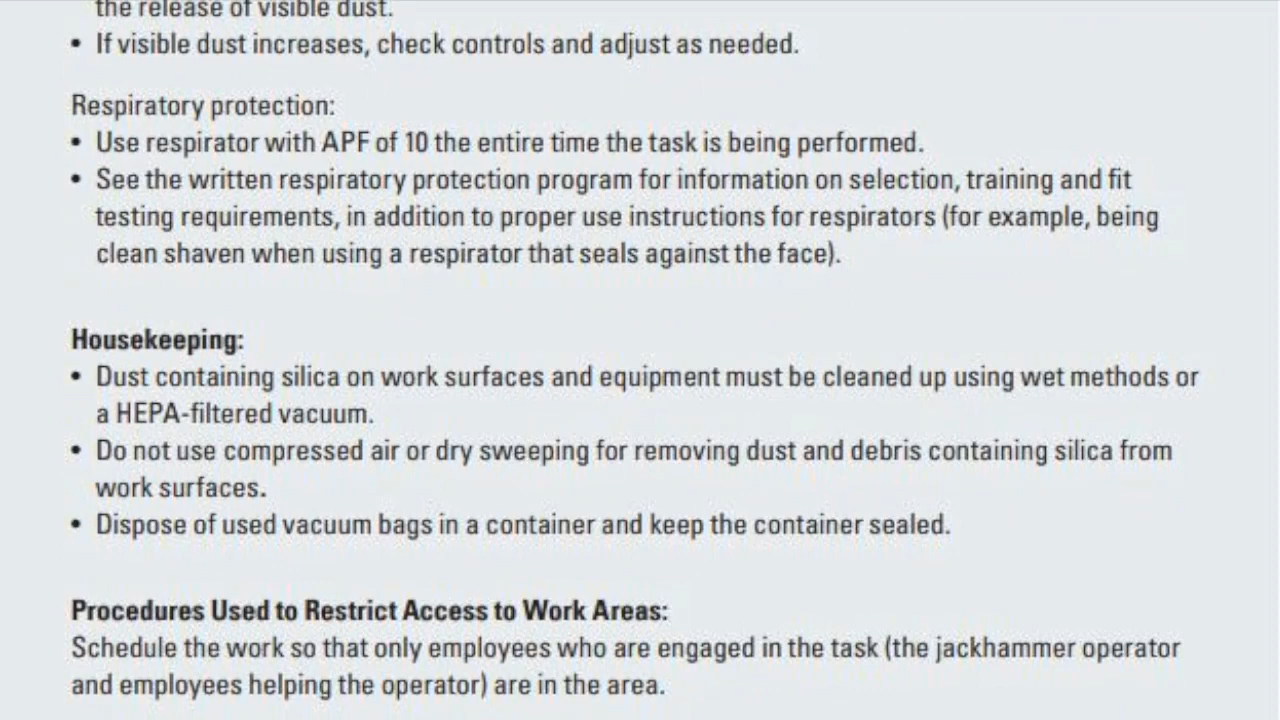 the release of visible dust.
• If visible dust increases, check controls and adjust as needed.
Respiratory protection:
• Use respirator with APF of 10 the entire time the task is being performed.
• See the written respiratory protection program for information on selection, training and fit
testing requirements, in addition to proper use instructions for respirators (for example, being
clean shaven when using a respirator that seals against the face).
Housekeeping:
• Dust containing silica on work surfaces and equipment must be cleaned up using wet methods or
a HEPA-filtered vacuum.
• Do not use compressed air or dry sweeping for removing dust and debris containing silica from
work surfaces.
• Dispose of used vacuum bags in a container and keep the container sealed.
Procedures Used to Restrict Access to Work Areas:
Schedule the work so that only employees who are engaged in the task (the jackhammer operator
and employees helping the operator) are in the area.